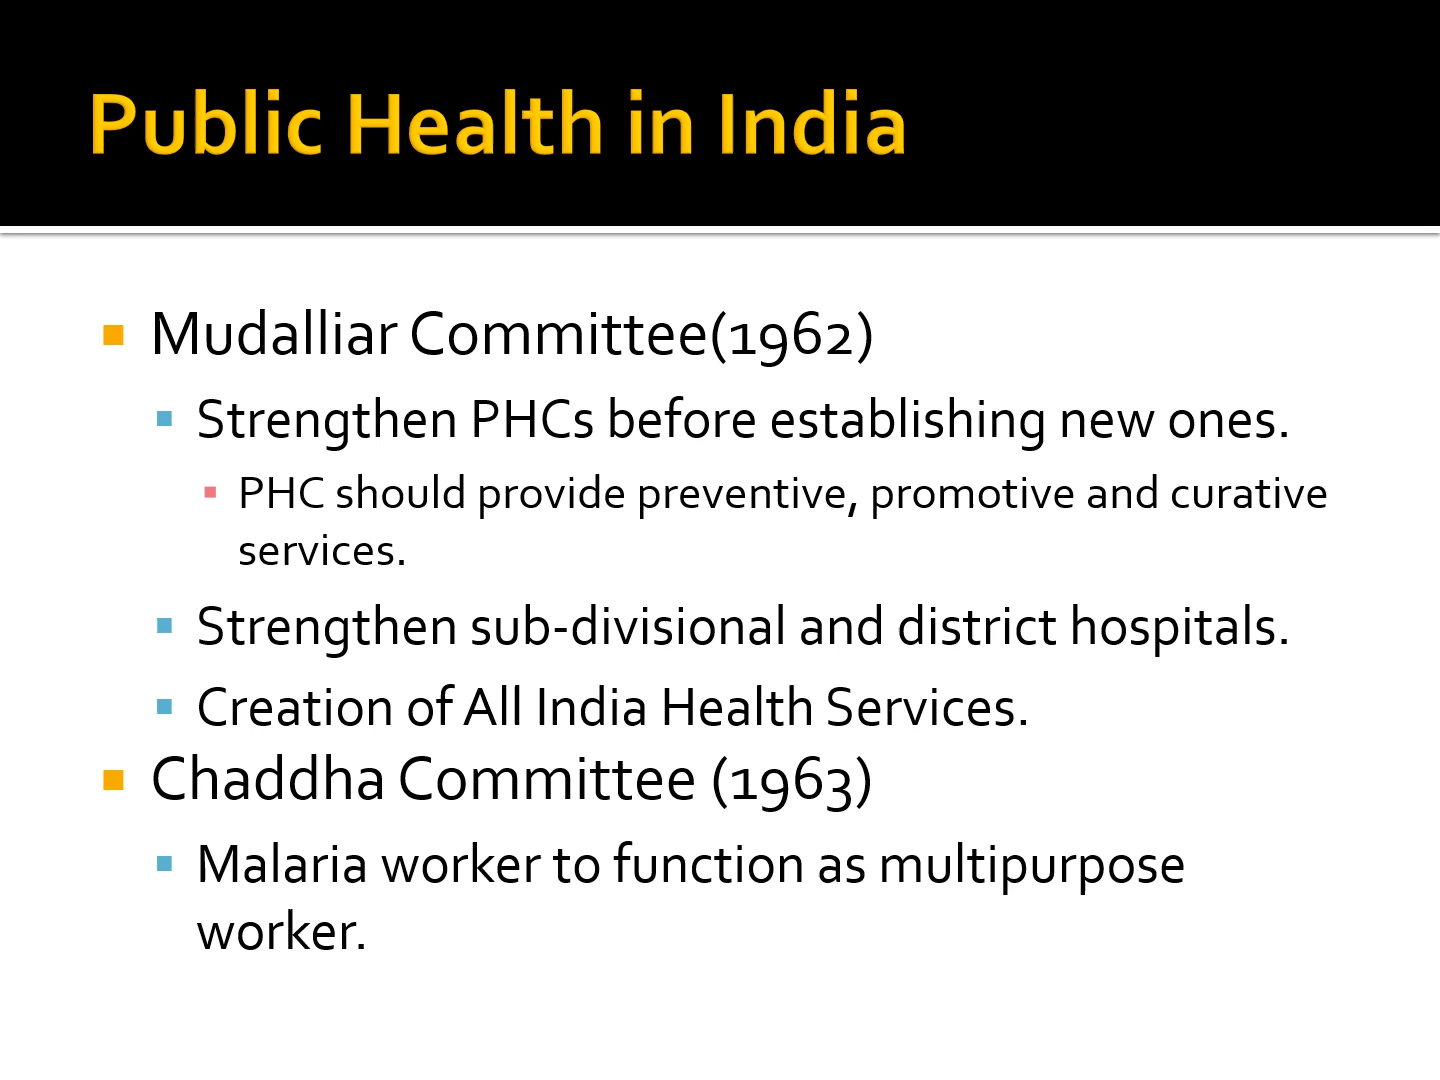 Public Health in India
Mudalliar Committee(1962)
Strengthen PHCs before establishing new ones.
PHC should provide preventive, promotive and curative
services.
Strengthen sub-divisional and district hospitals.
Creation of All India Health Services.
Chaddha Committee (1963)
Malaria worker to function as multipurpose
worker.